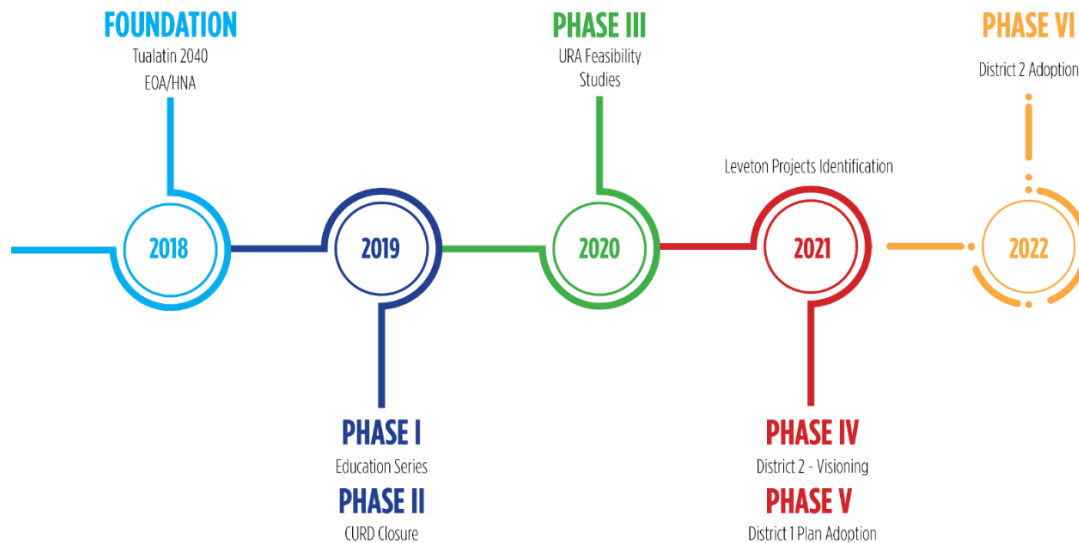 FOUNDATION
Tualatin 2040
EOA/HNA
PHASE III
URA Feasibility
Studies
PHASE VI
District 2 Adoption
Leveton Projects Identification
2018
2019
2020
2021
2022
PHASE I
Education Series
PHASE II
CURD Closure
PHASE IV
District 2 - Visioning
PHASE V
District 1 Plan Adoption